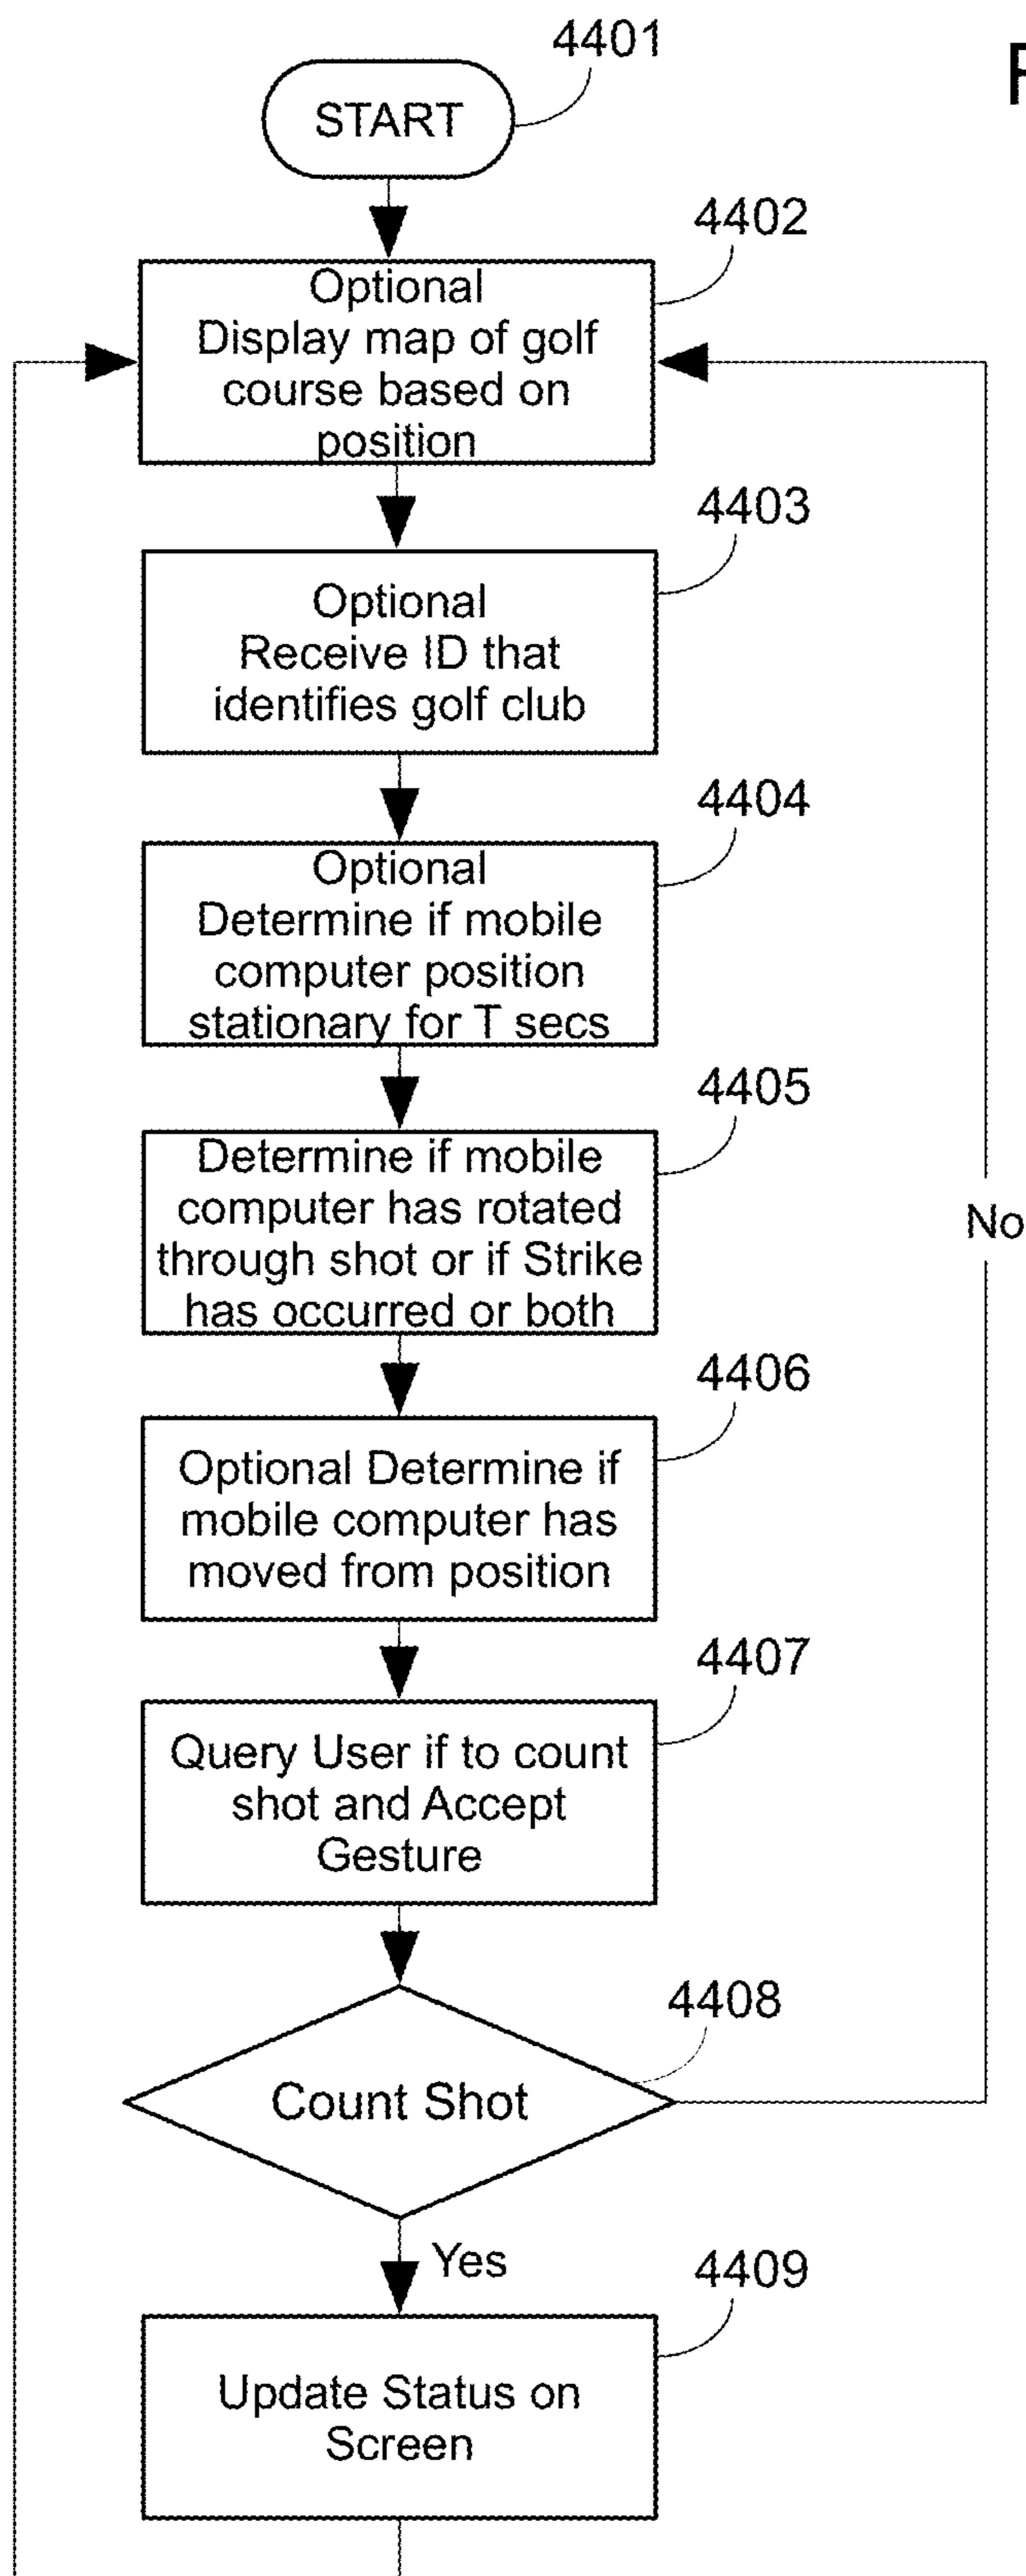 4401
START
4402
Optional
Display map of golf
course based on
position
4403
Optional
Receive ID that
identifies golf club
4404
Optional
Determine if mobile
computer position
stationary for T secs
4405
Determine if mobile
computer has rotated
through shot or if Strike
has occurred or both
No
4406
Optional Determine if
mobile computer has
moved from position
4407
Query User if to count
shot and Accept
Gesture
4408
Count Shot
Yes
4409
Update Status on
Screen